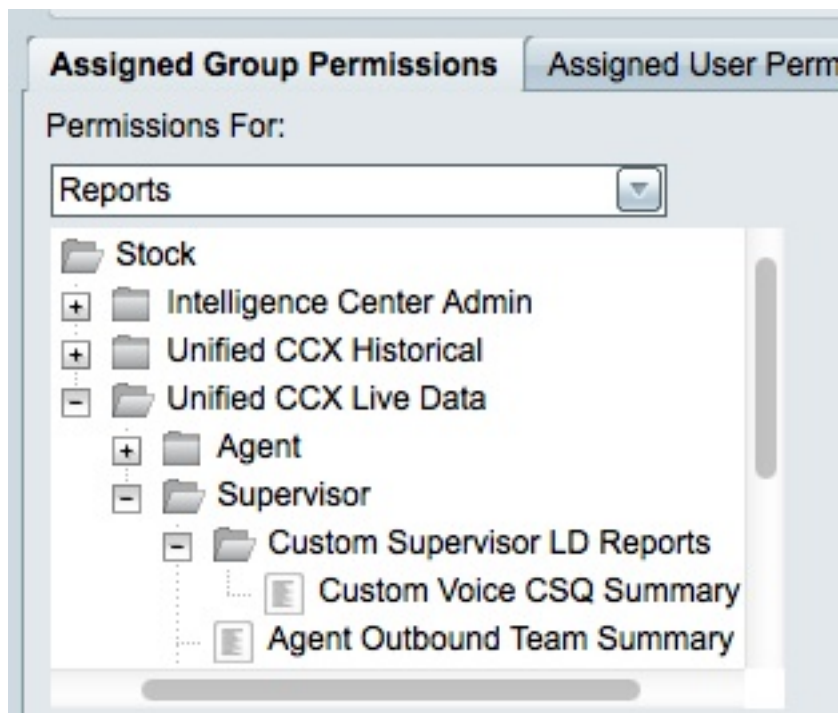 Assigned Group Permissions
Assigned User Perm
Permissions For:
Reports
Stock
Intelligence Center Admin
Unified CCX Historical
Unified CCX Live Data
Agent
Supervisor
Custom Supervisor LD Reports
Custom Voice CSQ Summary
Agent Outbound Team Summary